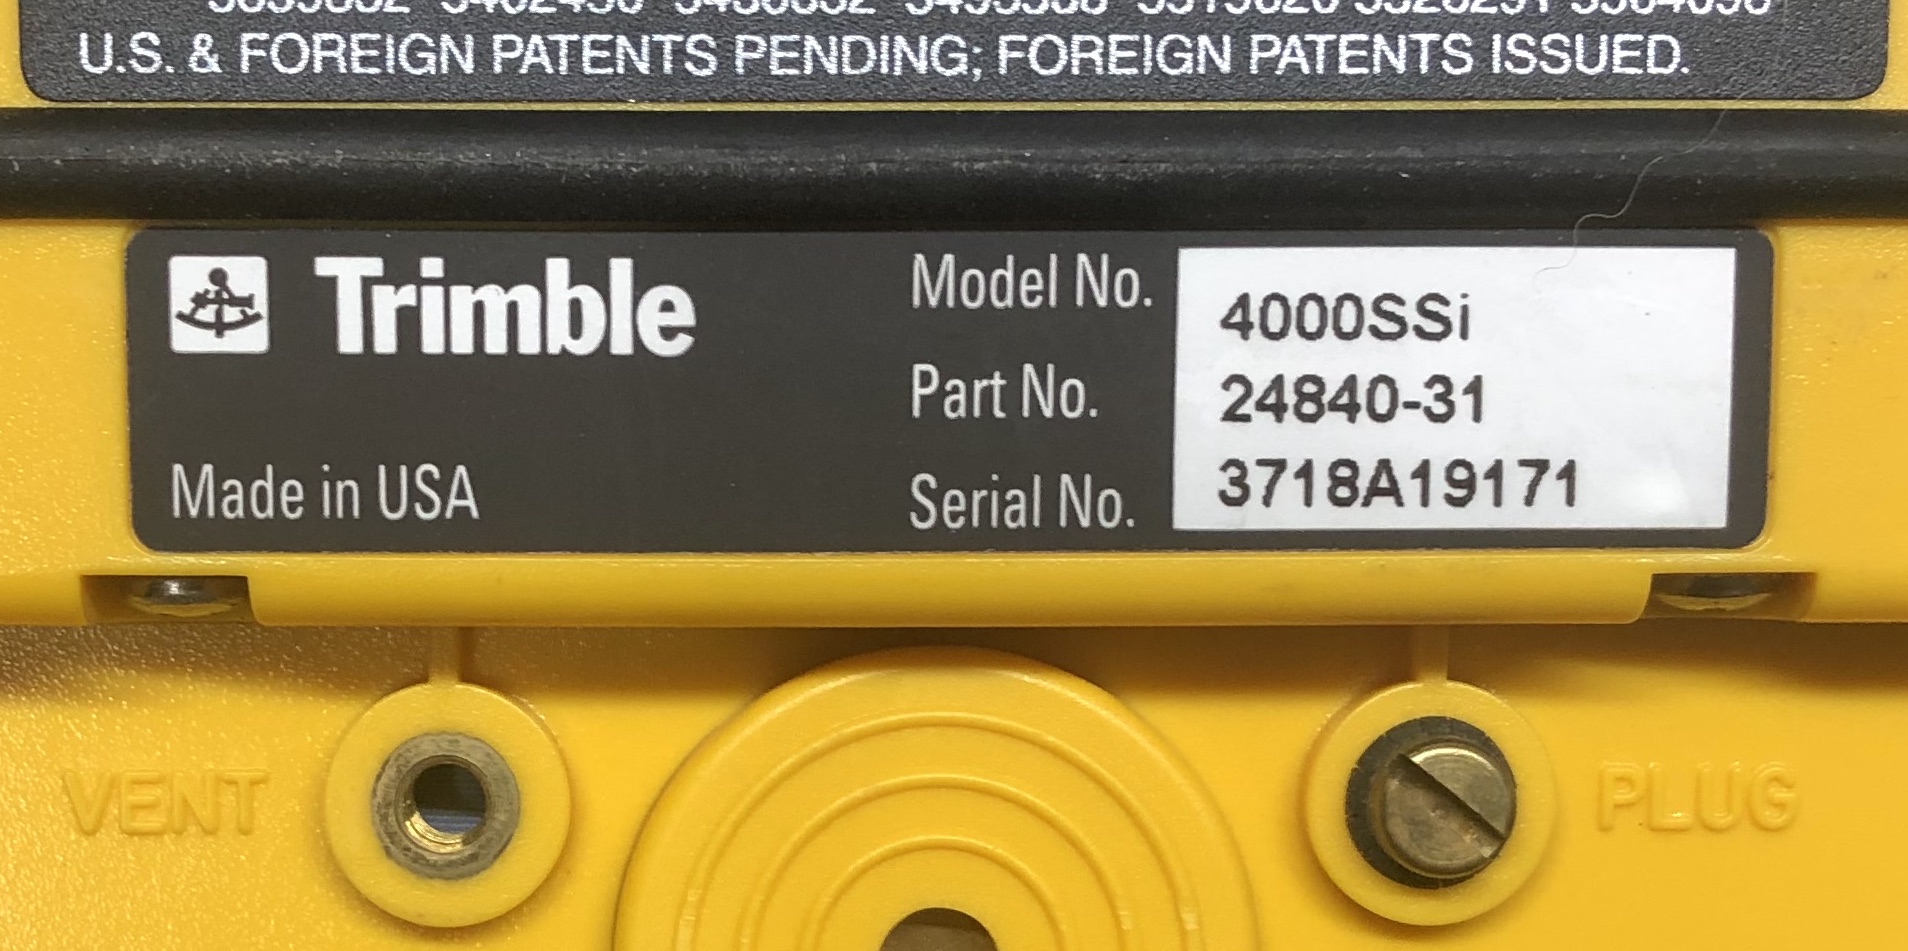 U.S. & FOREIGN PATENTS PENDING; FOREIGN PATENTS ISSUED.
Trimble
Model No. 4000SSi
Part No. 24840-31
Made in USA
Serial No. 3718A19171
VENT
PLUG